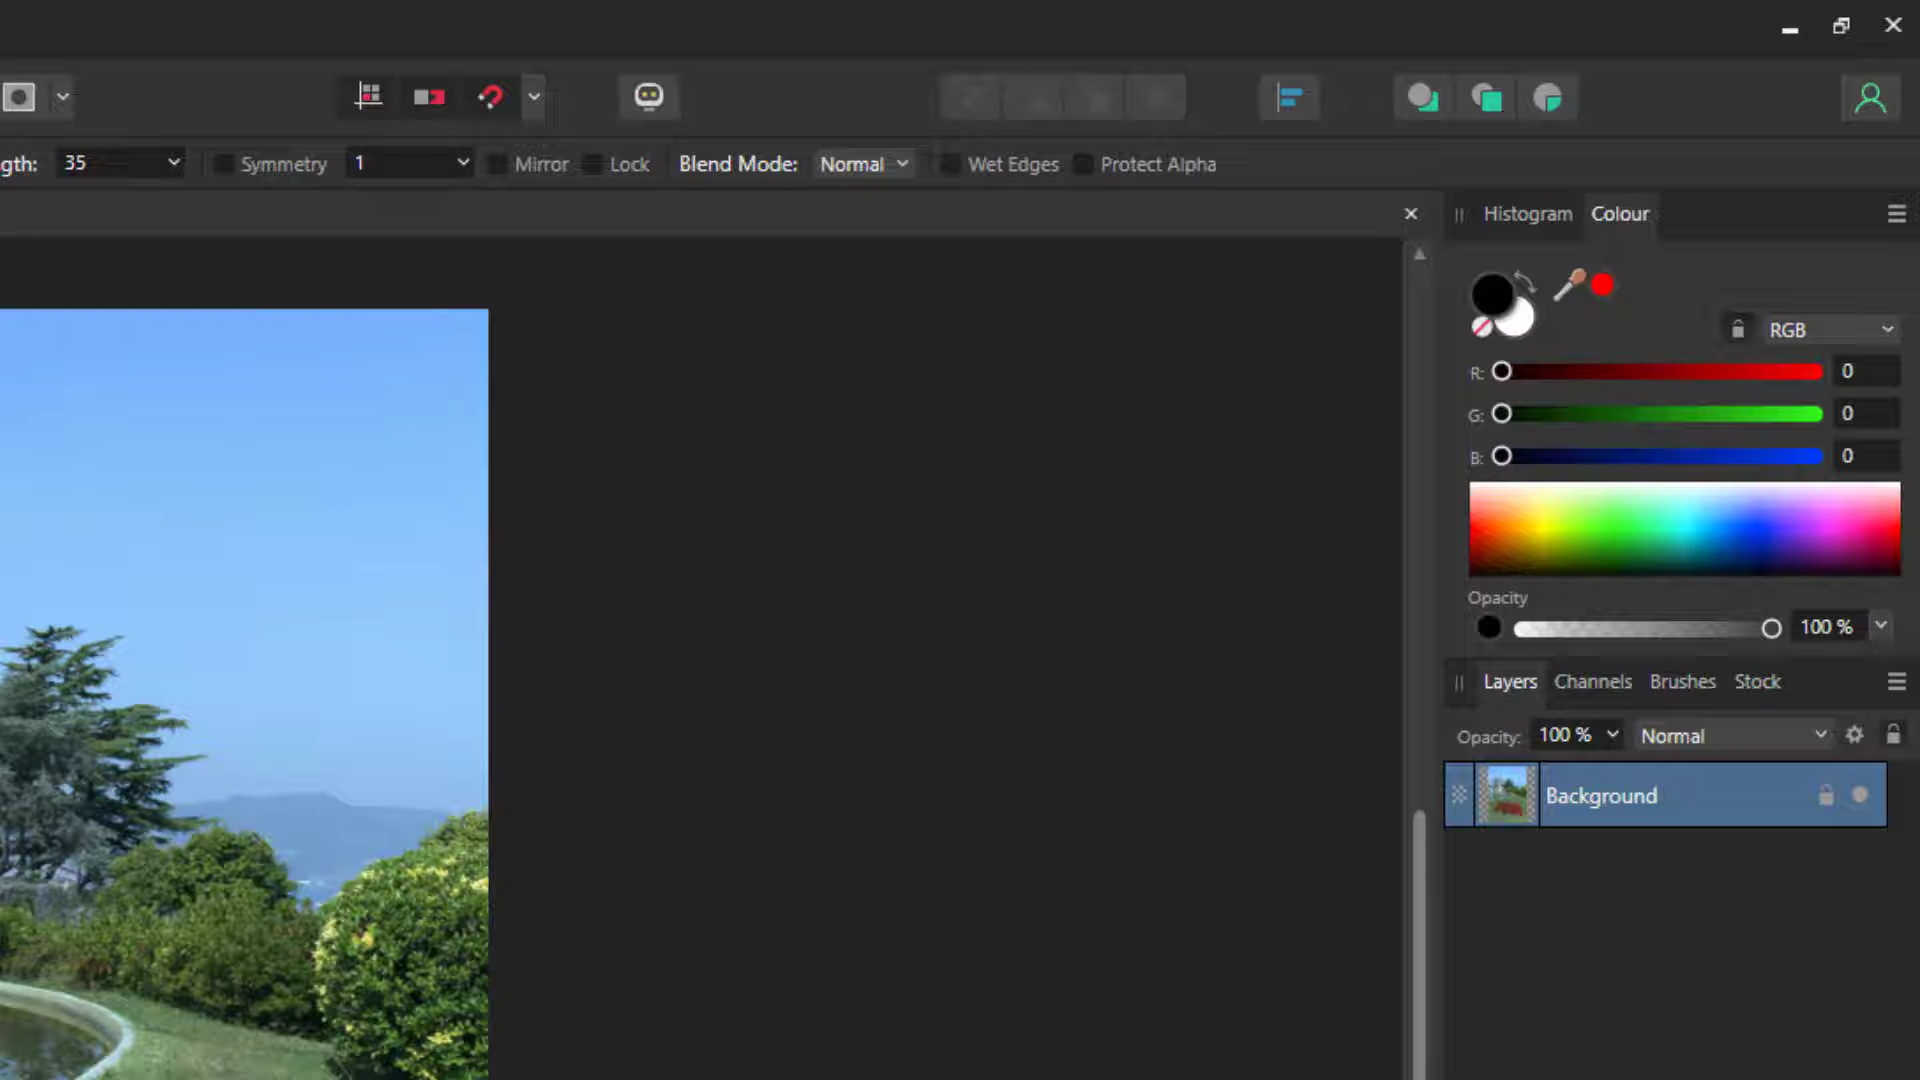 gth: 35 Symmetry 1 Mirror Lock Blend Mode: Normal Wet Edges Protect Alpha
Histogram Colour
RGB
R: 0
G: 0
B: 0
Opacity
100 %
Layers Channels Brushes Stock
Opacity: 100 % Normal
Background